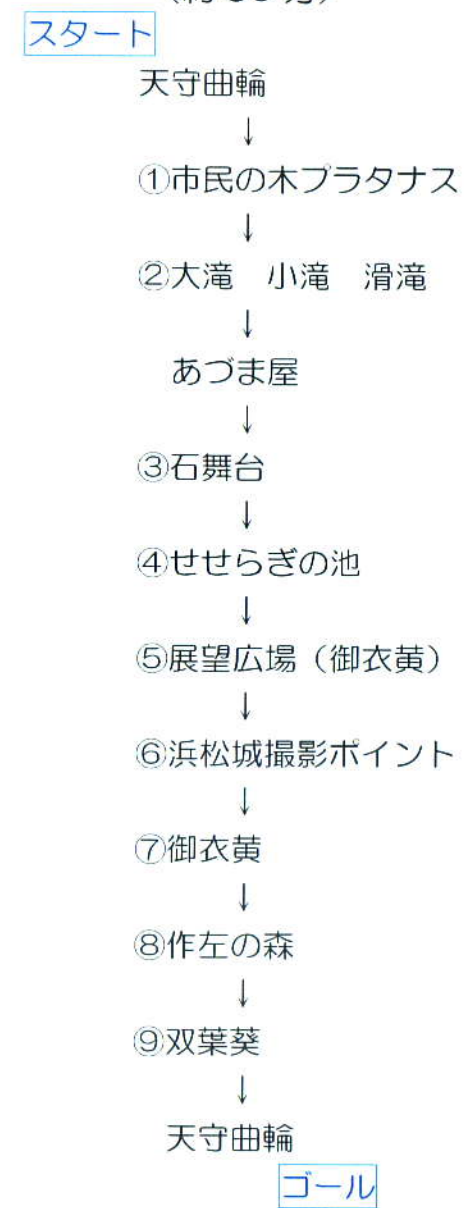 スタート
天守曲輪
↓
①市民の木プラタナス
↓
②大滝　小滝　滑滝
↓
あづま屋
↓
③石舞台
↓
④せせらぎの池
↓
⑤展望広場（御衣黄）
↓
⑥浜松城撮影ポイント
↓
⑦御衣黄
↓
⑧作左の森
↓
⑨双葉葵
↓
天守曲輪
ゴール